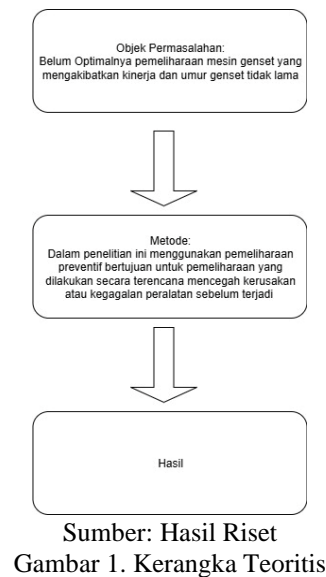 Objek Permasalahan:
Belum Optimalnya pemeliharaan mesin genset yang
mengakibatkan kinerja dan umur genset tidak lama
Metode:
Dalam penelitian ini menggunakan pemeliharaan
preventif bertujuan untuk pemeliharaan yang
dilakukan secara terencana mencegah kerusakan
atau kegagalan peralatan sebelum terjadi
Hasil
Sumber: Hasil Riset
Gambar 1. Kerangka Teoritis